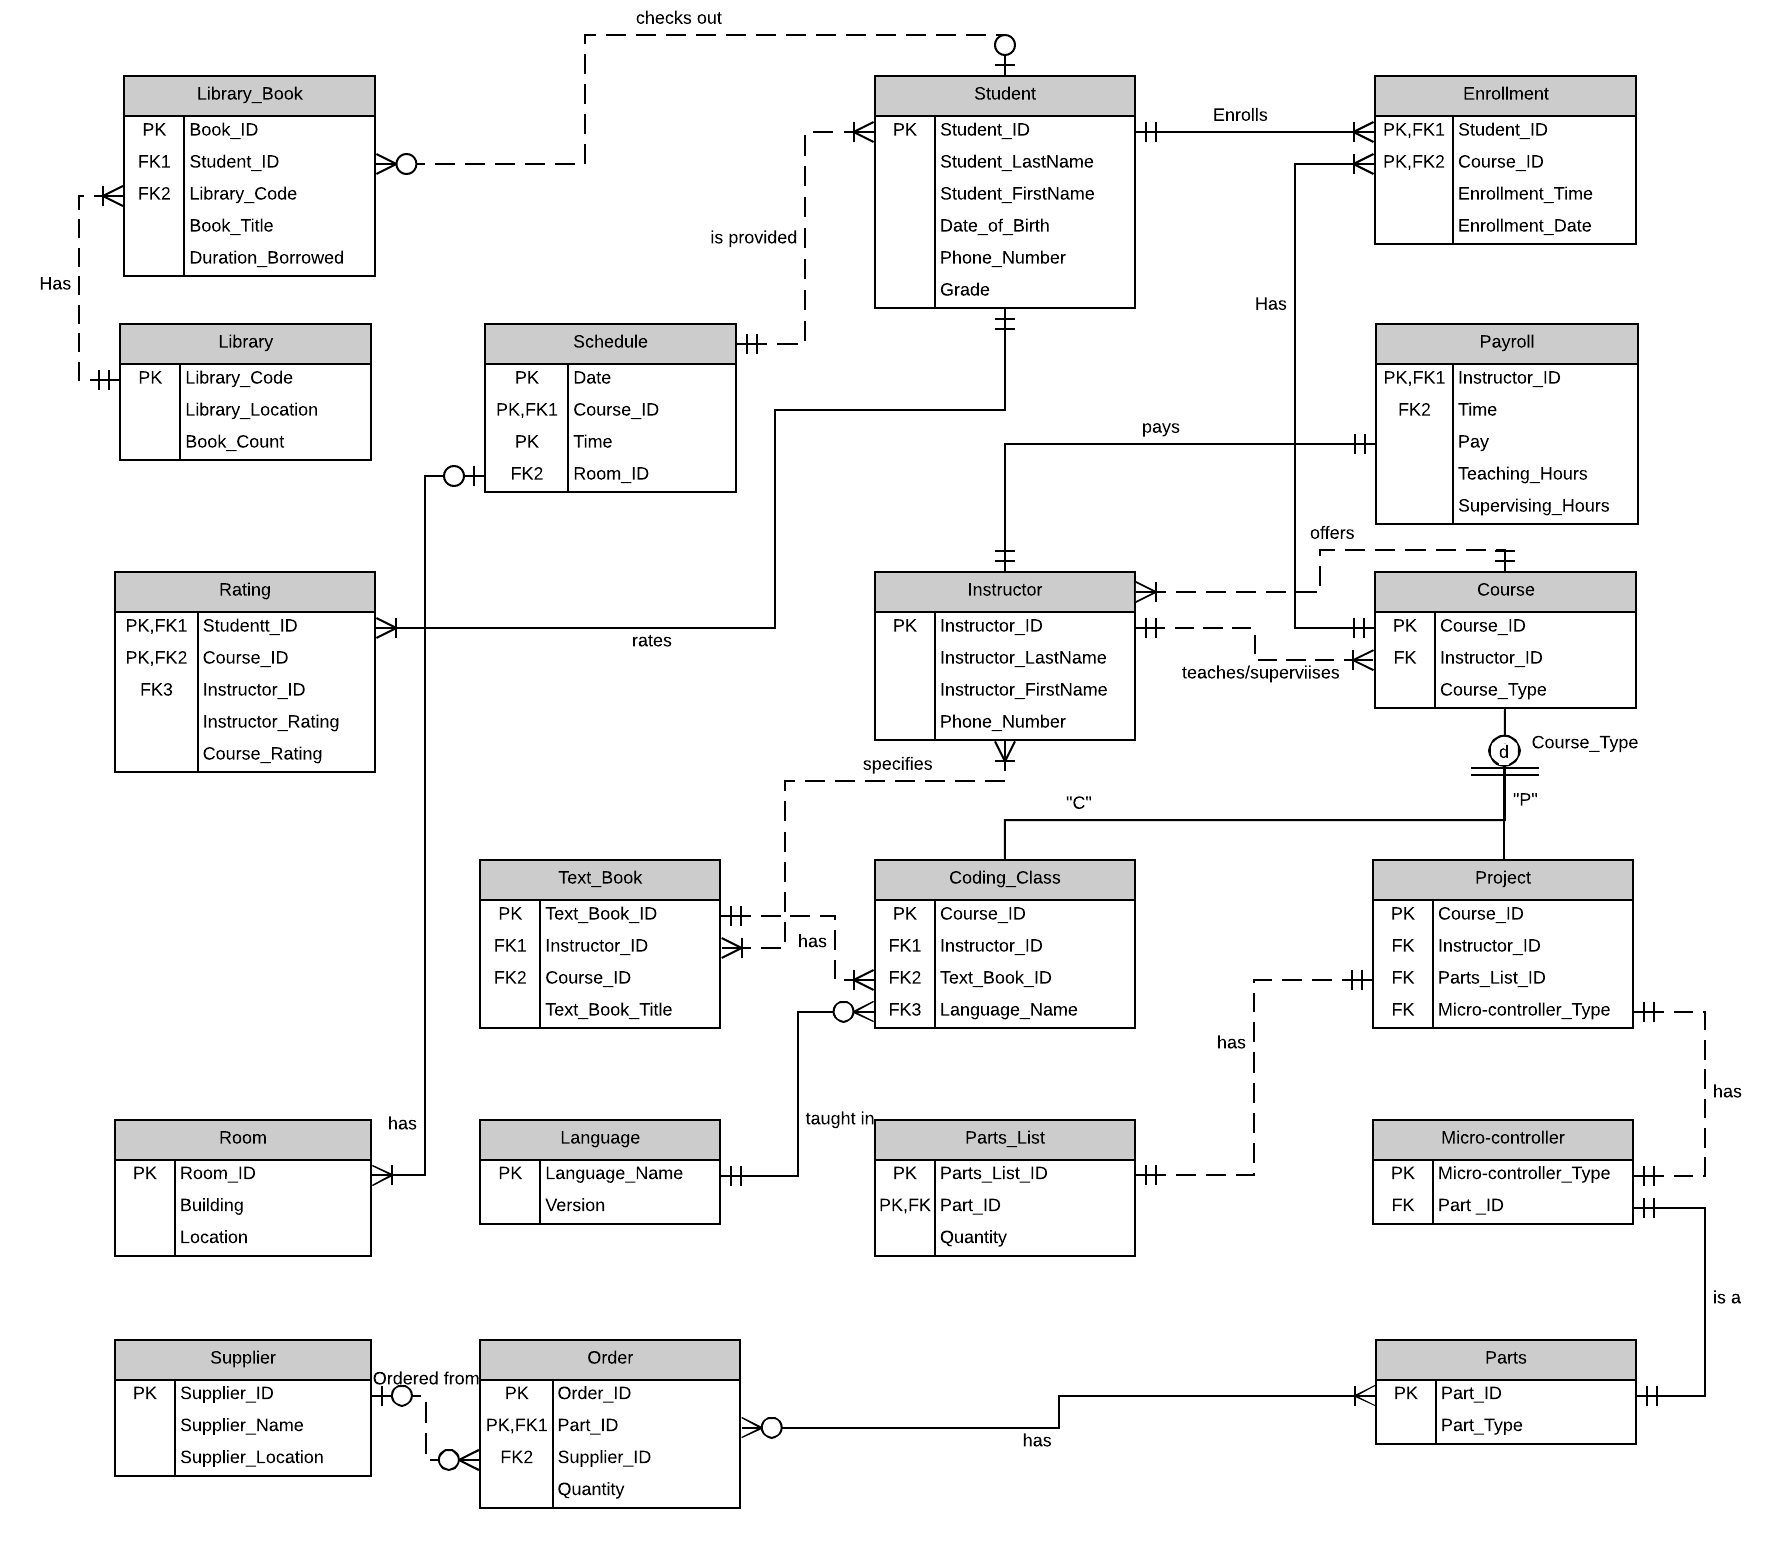 checks out
Library_Book
PK Book_ID
FK1 Student_ID
FK2 Library_Code
Book_Title
Duration_Borrowed
Student
PK Student_ID
Student_LastName
Student_FirstName
Date_of_Birth
Phone_Number
Grade
Enrolls
Enrollment
PK,FK1 Student_ID
PK,FK2 Course_ID
Enrollment_Time
Enrollment_Date
is provided
Has
Has
Library
PK Library_Code
Library_Location
Book_Count
Schedule
PK Date
PK,FK1 Course_ID
PK Time
FK2 Room_ID
Payroll
PK,FK1 Instructor_ID
FK2 Time
Pay
Teaching_Hours
Supervising_Hours
pays
offers
Rating
PK,FK1 Studentt_ID
PK,FK2 Course_ID
FK3 Instructor_ID
Instructor_Rating
Course_Rating
rates
Instructor
PK Instructor_ID
Instructor_LastName
Instructor_FirstName
Phone_Number
teaches/superviises
Course
PK Course_ID
FK Instructor_ID
Course_Type
d
Course_Type
specifies
"C"
"P"
Text_Book
PK Text_Book_ID
FK1 Instructor_ID
FK2 Course_ID
Text_Book_Title
has
Coding_Class
PK Course_ID
FK1 Instructor_ID
FK2 Text_Book_ID
FK3 Language_Name
Project
PK Course_ID
FK Instructor_ID
FK Parts_List_ID
FK Micro-controller_Type
has
has
has
taught in
Room
PK Room_ID
Building
Location
Language
PK Language_Name
Version
Parts_List
PK Parts_List_ID
PK,FK Part_ID
Quantity
Micro-controller
PK Micro-controller_Type
FK Part _ID
is a
Supplier
PK Supplier_ID
Supplier_Name
Supplier_Location
Ordered from
Order
PK Order_ID
PK,FK1 Part_ID
FK2 Supplier_ID
Quantity
has
Parts
PK Part_ID
Part_Type